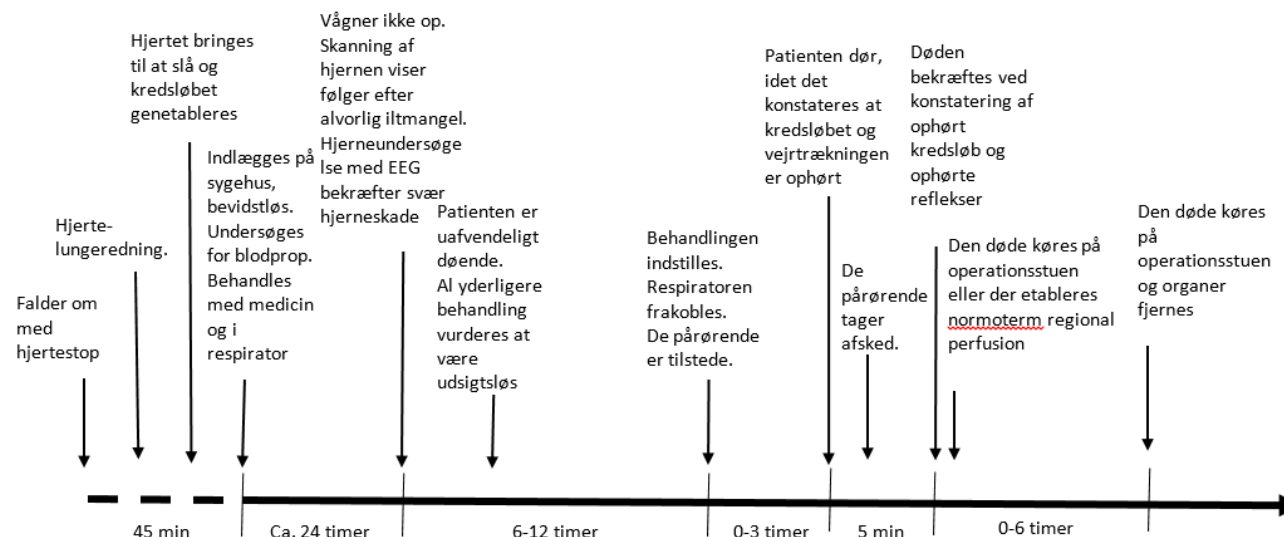 Falder om
med
hjertestop
Hjerte-
lungeredning.
Hjertet bringes
til at slå og
kredsløbet
genetableres
Indlægges på
sygehus,
bevidstløs.
Undersøges
for blodprop.
Behandles
med medicin
og i
respirator
Vågner ikke op.
Skanning af
hjernen viser
følger efter
alvorlig iltmangel.
Hjerneundersøge
lse med EEG
bekræfter svær
hjerneskade
Patienten er
uafvendeligt
døende.
Al yderligere
behandling
vurderes at
være
udsigtsløs
Behandlingen
indstilles.
Respiratoren
frakobles.
De pårørende
er tilstede.
Patienten dør,
idet det
konstateres at
kredsløbet og
vejrtrækningen
er ophørt
De
pårørende
tager
afsked.
Døden
bekræftes ved
konstatering af
ophørt
kredsløb og
ophørte
reflekser
Den døde køres på
operationsstuen
eller der etableres
normoterm regional
perfusion
Den døde køres
på
operationsstuen
og organer
fjernes
45 min
Ca. 24 timer
6-12 timer
0-3 timer
5 min
0-6 timer